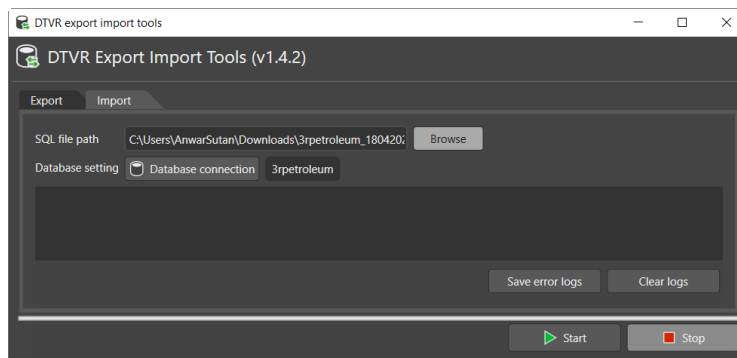 DTVR export import tools
DTVR Export Import Tools (v1.4.2)
Export Import
SQL file path C:\Users\AnwarSutan\Downloads\3rpetroleum_180420 Browse
Database setting Database connection 3rpetroleum
Save error logs Clear logs
Start Stop